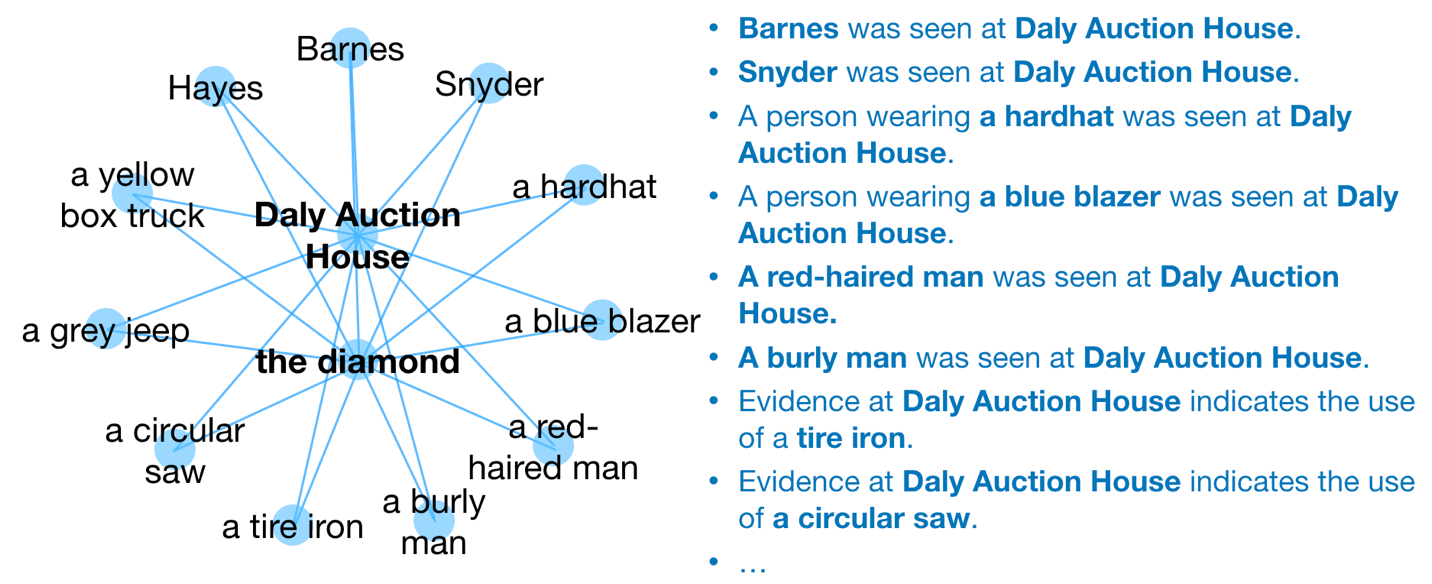 Barnes
Hayes
Snyder
a yellow
box truck
a hardhat
Daly Auction
House
a grey jeep
a blue blazer
the diamond
a circular
saw
a red-
haired man
a tire iron
a burly
man
• Barnes was seen at Daly Auction House.
• Snyder was seen at Daly Auction House.
• A person wearing a hardhat was seen at Daly
Auction House.
• A person wearing a blue blazer was seen at Daly
Auction House.
• A red-haired man was seen at Daly Auction
House.
• A burly man was seen at Daly Auction House.
• Evidence at Daly Auction House indicates the use
of a tire iron.
• Evidence at Daly Auction House indicates the use
of a circular saw.
• …